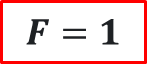 F = 1